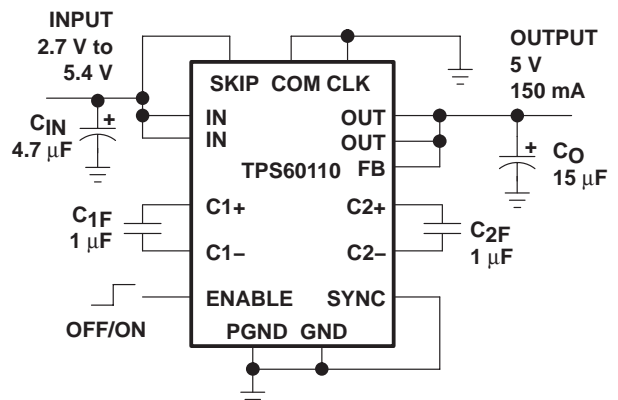 INPUT
2.7 V to
5.4 V
OUTPUT
5 V
150 mA
SKIP COM CLK
IN
IN
OUT
OUT
TPS60110 FB
CIN
4.7 μF
+
CO
15 μF
+
C1F
1 μF
C1+
C1–
C2+
C2–
C2F
1 μF
ENABLE SYNC
OFF/ON
PGND GND